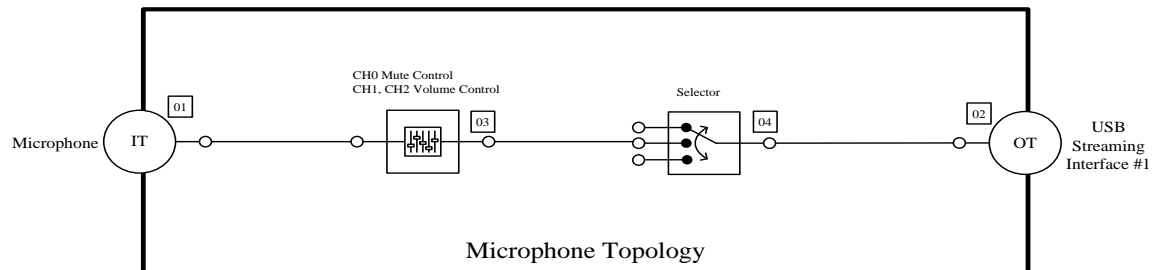 CH0 Mute Control
CH1, CH2 Volume Control
Selector
01
03
04
02
Microphone
IT
OT
USB
Streaming
Interface #1
Microphone Topology